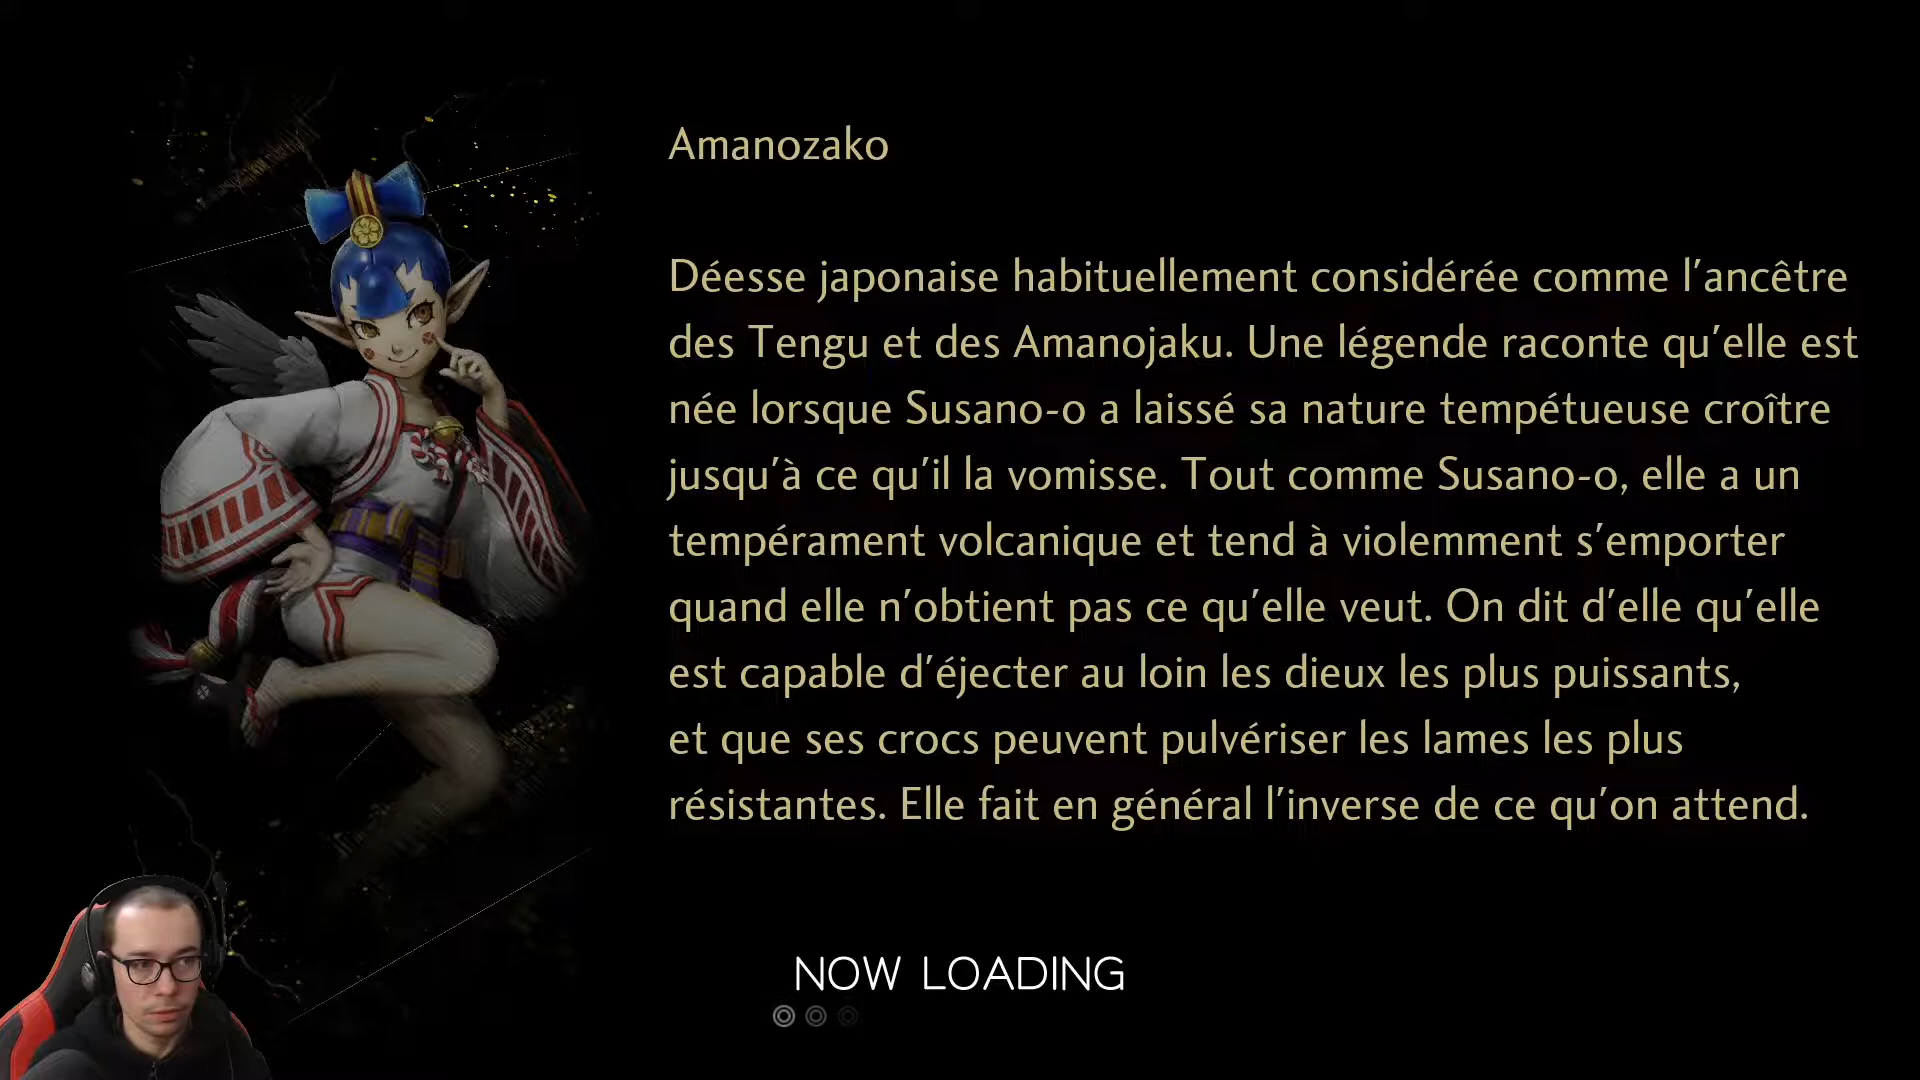 Amanozako
Déesse japonaise habituellement considérée comme l'ancêtre
des Tengu et des Amanojaku. Une légende raconte qu'elle est
née lorsque Susano-o a laissé sa nature tempétueuse croître
jusqu'à ce qu'il la vomisse. Tout comme Susano-o, elle a un
tempérament volcanique et tend à violemment s'emporter
quand elle n'obtient pas ce qu'elle veut. On dit d'elle qu'elle
est capable d'éjecter au loin les dieux les plus puissants,
et que ses crocs peuvent pulvériser les lames les plus
résistantes. Elle fait en général l'inverse de ce qu'on attend.
NOW LOADING